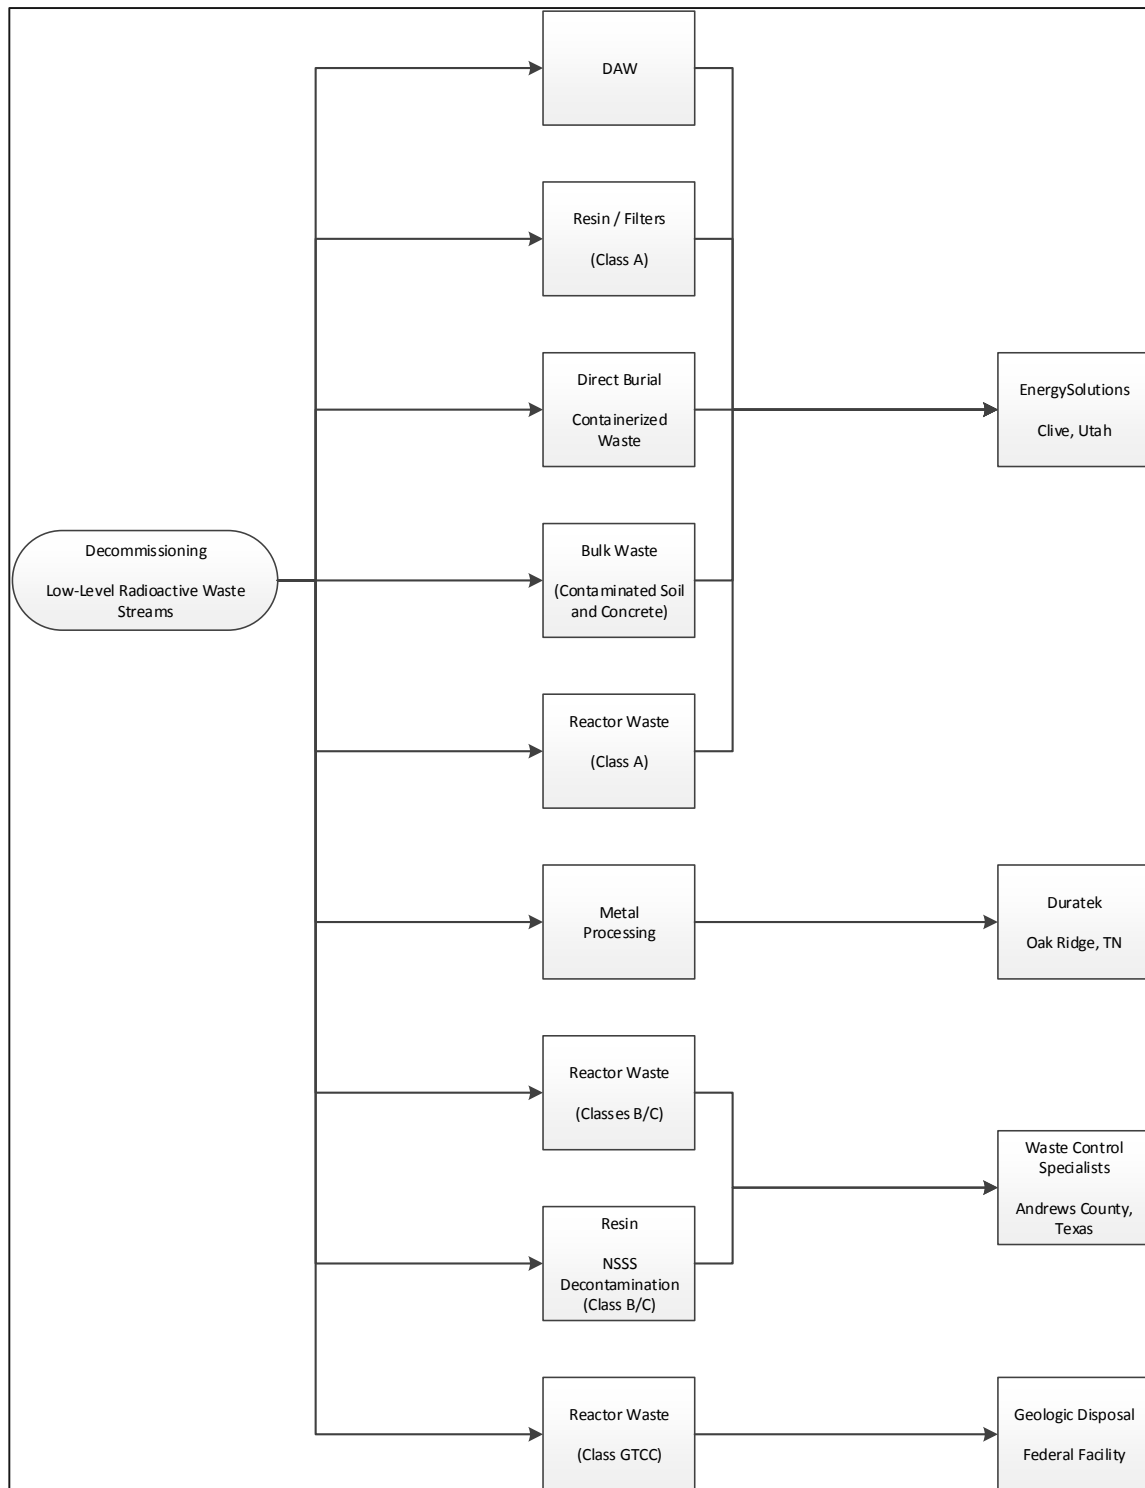 DAW
Resin / Filters
(Class A)
Direct Burial
Containerized
Waste
EnergySolutions
Clive, Utah
Decommissioning
Low-Level Radioactive Waste
Streams
Bulk Waste
(Contaminated Soil
and Concrete)
Reactor Waste
(Class A)
Metal
Processing
Duratek
Oak Ridge, TN
Reactor Waste
(Classes B/C)
Waste Control
Specialists
Andrews County,
Texas
Resin
NSSS
Decontamination
(Class B/C)
Reactor Waste
(Class GTCC)
Geologic Disposal
Federal Facility